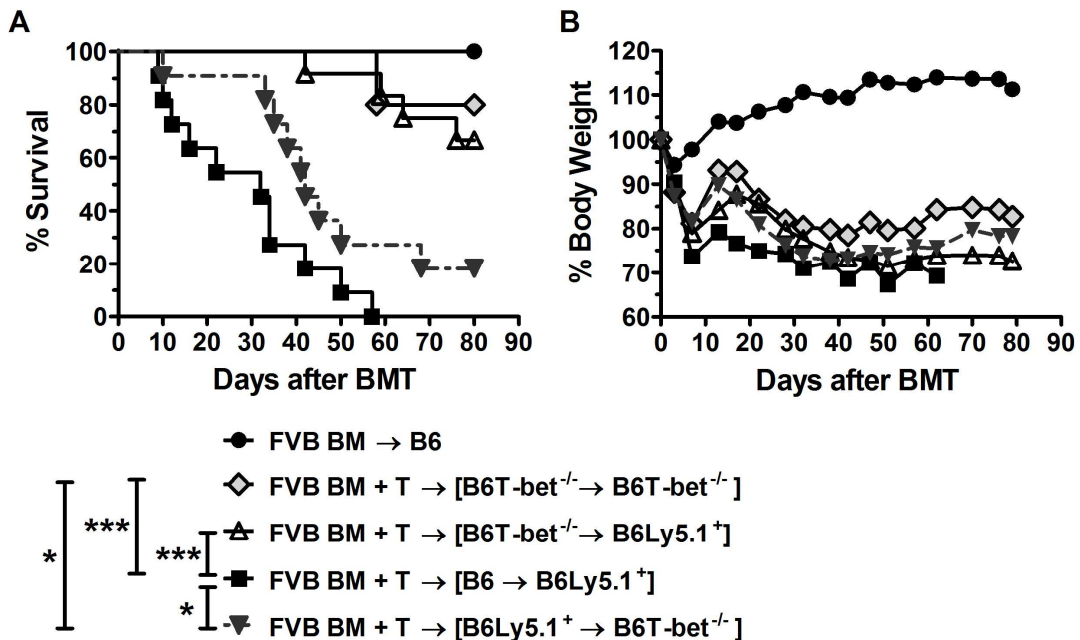 A
% Survival
100
80
60
40
20
0
0 10 20 30 40 50 60 70 80 90
Days after BMT
B
% Body Weight
120
110
100
90
80
70
60
0 10 20 30 40 50 60 70 80 90
Days after BMT
FVB BM → B6
FVB BM + T → [B6T-bet⁻/⁻ → B6T-bet⁻/⁻ ]
FVB BM + T → [B6T-bet⁻/⁻ → B6Ly5.1⁺]
FVB BM + T → [B6 → B6Ly5.1⁺]
FVB BM + T → [B6Ly5.1⁺ → B6T-bet⁻/⁻ ]
*
***
***
*